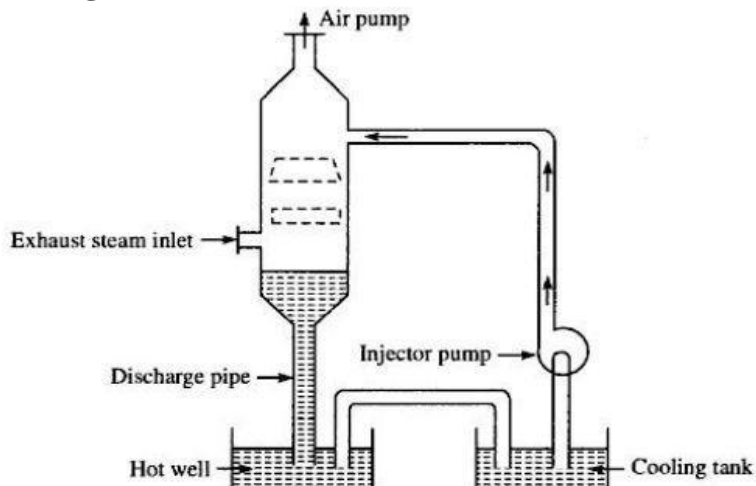 Air pump
Exhaust steam inlet
Injector pump
Discharge pipe
Hot well
Cooling tank